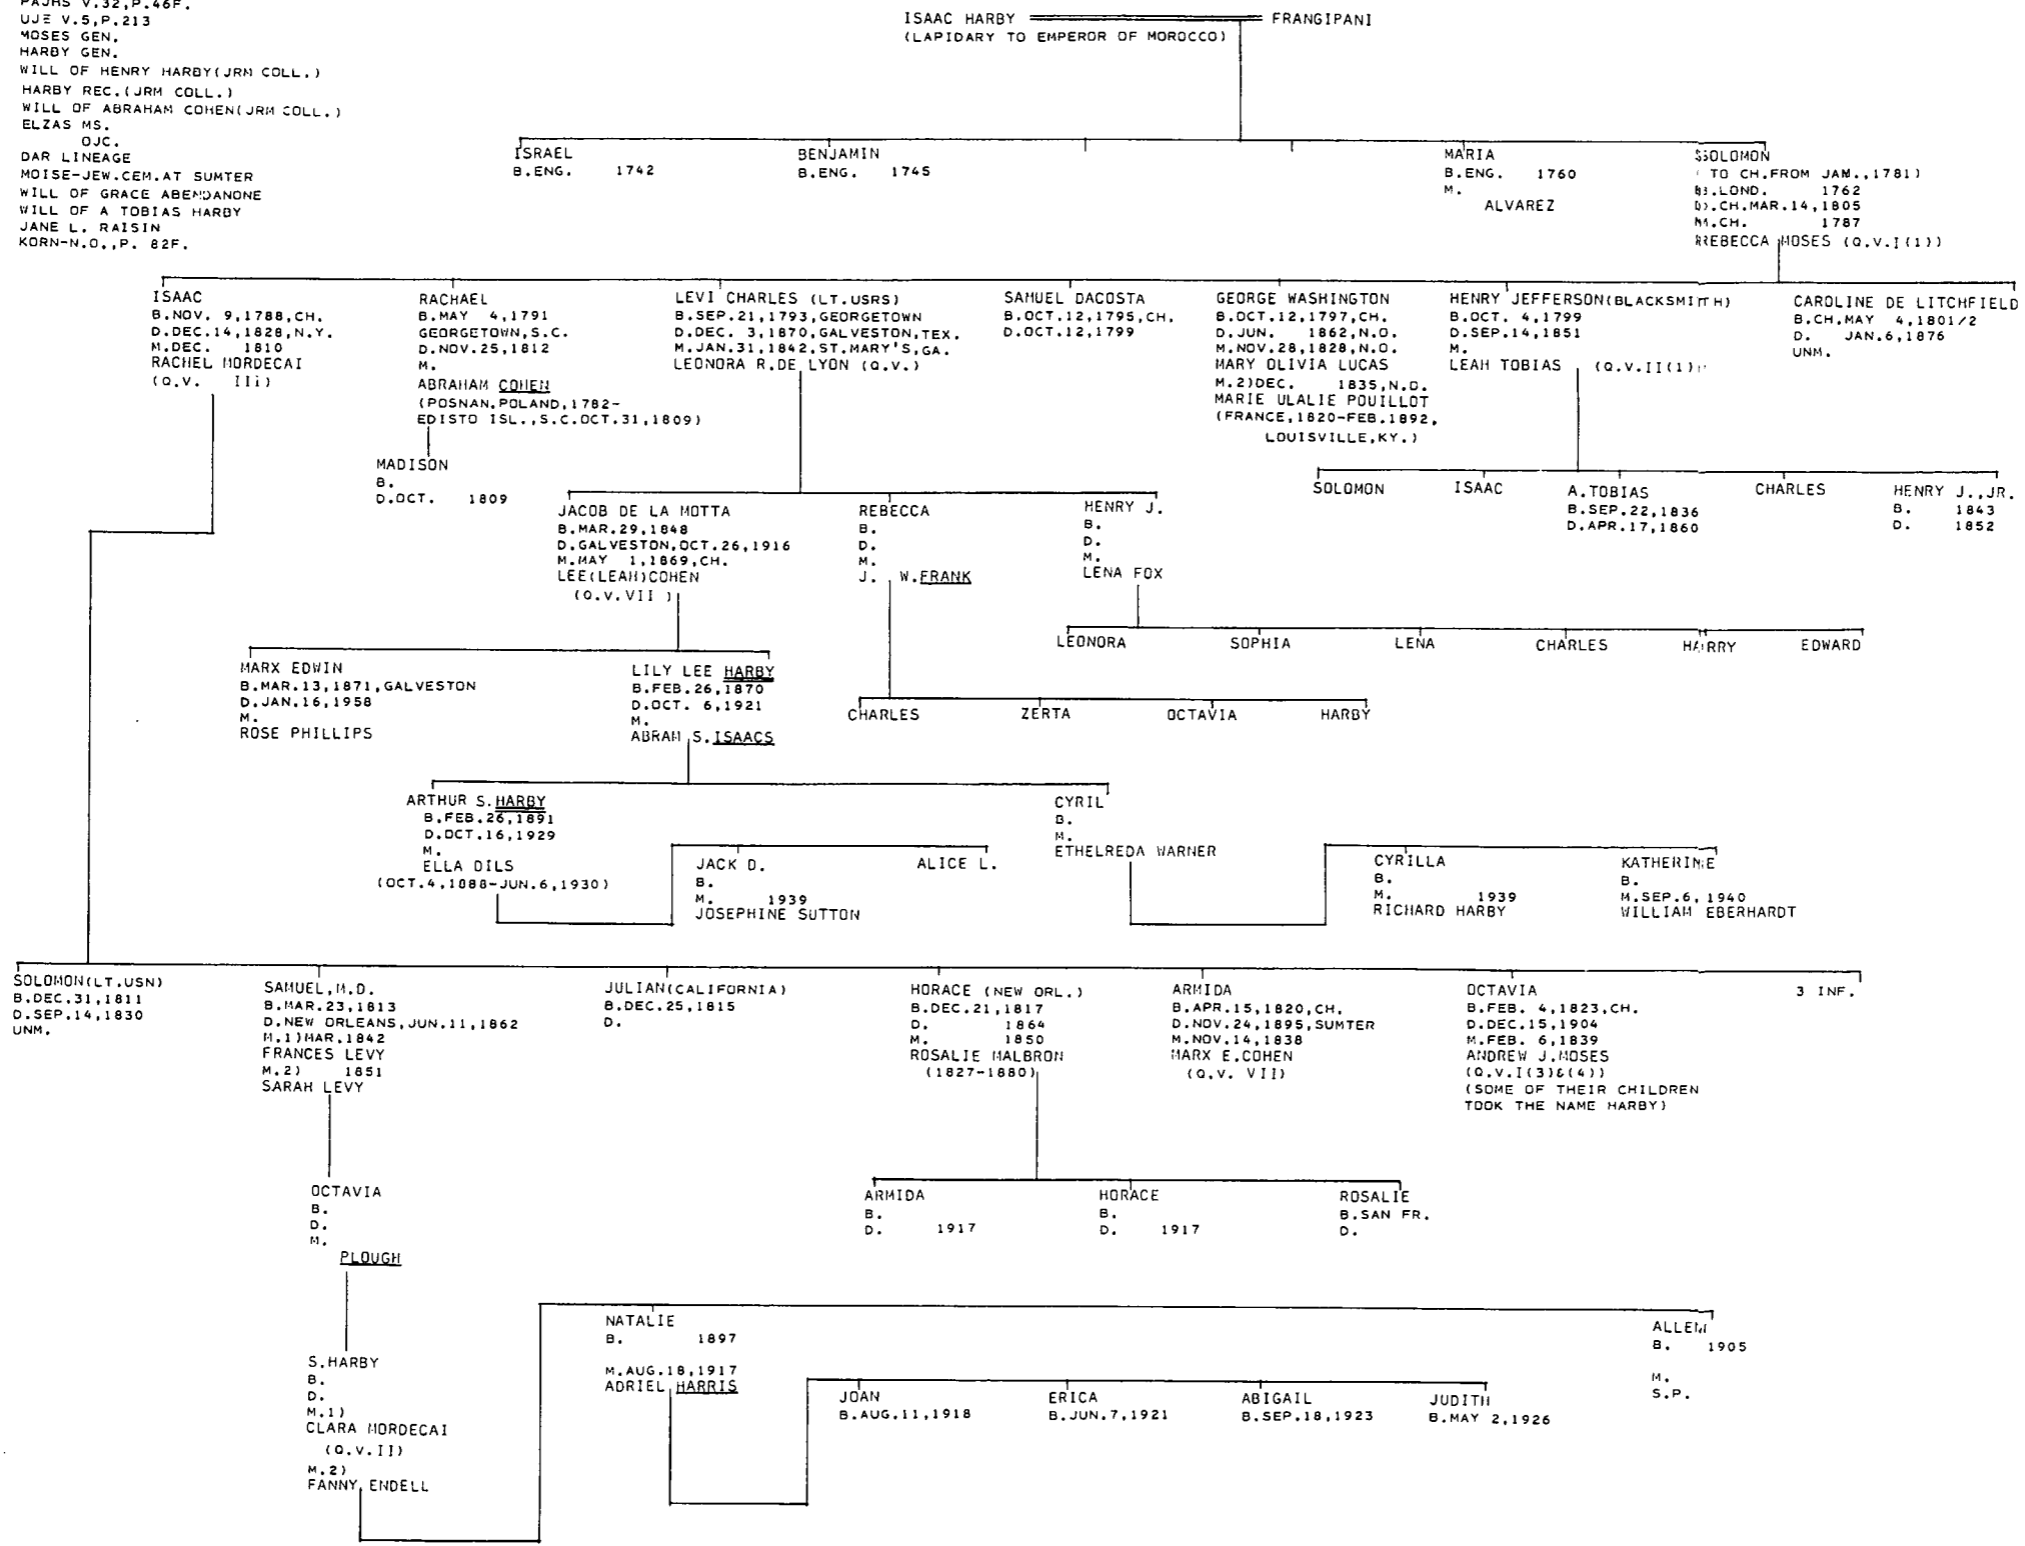 PAJHS V.32,P.46F.
UJE V.5,P.213
MOSES GEN.
HARBY GEN.
WILL OF HENRY HARBY(JRM COLL.)
HARBY REC.(JRM COLL.)
WILL OF ABRAHAM COHEN(JRM COLL.)
ELZAS MS.
OJC.
DAR LINEAGE
MOISE-JEW.CEM.AT SUMTER
WILL OF GRACE ABENDANONE
WILL OF A TOBIAS HARBY
JANE L. RAISIN
KORN-N.O.,P. 82F.
ISAAC HARBY
(LAPIDARY TO EMPEROR OF MOROCCO)
FRANGIPANI
ISRAEL
B.ENG. 1742
BENJAMIN
B.ENG. 1745
MARIA
B.ENG. 1760
M.
ALVAREZ
SOLOMON
( TO CH.FROM JAM.,1781)
B.LOND. 1762
D.CH.MAR.14,1805
M.CH. 1787
REBECCA MOSES (Q.V.I(1))
ISAAC
B.NOV. 9,1788,CH.
D.DEC.14,1828,N.Y.
M.DEC. 1810
RACHEL MORDECAI
(Q.V. III)
RACHAEL
B.MAY 4,1791
GEORGETOWN,S.C.
D.NOV.25,1812
M.
ABRAHAM COHEN
(POSNAN,POLAND,1782-
EDISTO ISL.,S.C.OCT.31,1809)
LEVI CHARLES (LT.USRS)
B.SEP.21,1793,GEORGETOWN
D.DEC. 3,1870,GALVESTON,TEX.
M.JAN.31,1842,ST.MARY'S,GA.
LEONORA R.DE LYON (Q.V.)
SAMUEL DACOSTA
B.OCT.12,1795,CH.
D.OCT.12,1799
GEORGE WASHINGTON
B.OCT.12,1797,CH.
D.JUN. 1862,N.O.
M.NOV.28,1828,N.O.
MARY OLIVIA LUCAS
M.2)DEC. 1835,N.O.
MARIE ULALIE POUILLOT
(FRANCE,1820-FEB.1892,
LOUISVILLE,KY.)
HENRY JEFFERSON(BLACKSMITH)
B.OCT. 4,1799
D.SEP.14,1851
M.
LEAH TOBIAS (Q.V.II(1))
CAROLINE DE LITCHFIELD
B.CH.MAY 4,1801/2
D. JAN.6,1876
UNM.
MADISON
B.
D.OCT. 1809
JACOB DE LA MOTTA
B.MAR.29,1848
D.GALVESTON,OCT.26,1916
M.MAY 1,1869,CH.
LEE(LEAH)COHEN
(Q.V.VII )
REBECCA
B.
D.
M.
J. W.FRANK
HENRY J.
B.
D.
M.
LENA FOX
SOLOMON
ISAAC
A.TOBIAS
B.SEP.22,1836
D.APR.17,1860
CHARLES
HENRY J.,JR.
B. 1843
D. 1852
LEONORA
SOPHIA
LENA
CHARLES
HARRY
EDWARD
MARX EDWIN
B.MAR.13,1871,GALVESTON
D.JAN.16,1958
M.
ROSE PHILLIPS
LILY LEE HARBY
B.FEB.26,1870
D.OCT. 6,1921
M.
ABRAM S.ISAACS
CHARLES
ZERTA
OCTAVIA
HARBY
ARTHUR S.HARBY
B.FEB.26,1891
D.OCT.16,1929
M.
ELLA OILS
(OCT.4,1888-JUN.6,1930)
CYRIL
B.
M.
ETHELREDA WARNER
JACK D.
B.
M. 1939
JOSEPHINE SUTTON
ALICE L.
CYRILLA
B.
M. 1939
RICHARD HARBY
KATHERINE
B.
M.SEP.6,1940
WILLIAM EBERHARDT
SOLOMON(LT.USN)
B.DEC.31,1811
D.SEP.14,1830
UNM.
SAMUEL,M.D.
B.MAR.23,1813
D.NEW ORLEANS,JUN.11,1862
M.1)MAR.1842
FRANCES LEVY
M.2) 1851
SARAH LEVY
JULIAN(CALIFORNIA)
B.DEC.25,1815
D.
HORACE (NEW ORL.)
B.DEC.21,1817
D. 1864
M. 1850
ROSALIE MALBRON
(1827-1880)
ARMIDA
B.APR.15,1820,CH.
D.NOV.24,1895,SUMTER
M.NOV.14,1838
MARX E.COHEN
(Q.V. VII)
OCTAVIA
B.FEB. 4,1823,CH.
D.DEC.15,1904
M.FEB. 6,1839
ANDREW J.MOSES
(Q.V.I(3)&(4))
(SOME OF THEIR CHILDREN
TOOK THE NAME HARBY)
3 INF.
OCTAVIA
B.
D.
M.
PLOUGH
ARMIDA
B.
D. 1917
HORACE
B.
D. 1917
ROSALIE
B.SAN FR.
D.
S.HARBY
B.
D.
M.1)
CLARA MORDECAI
(Q.V.II)
M.2)
FANNY ENDELL
NATALIE
B. 1897
M.AUG.18,1917
ADRIEL HARRIS
ALLEN
B. 1905
M.
S.P.
JOAN
B.AUG.11,1918
ERICA
B.JUN.7,1921
ABIGAIL
B.SEP.18,1923
JUDITH
B.MAY 2,1926